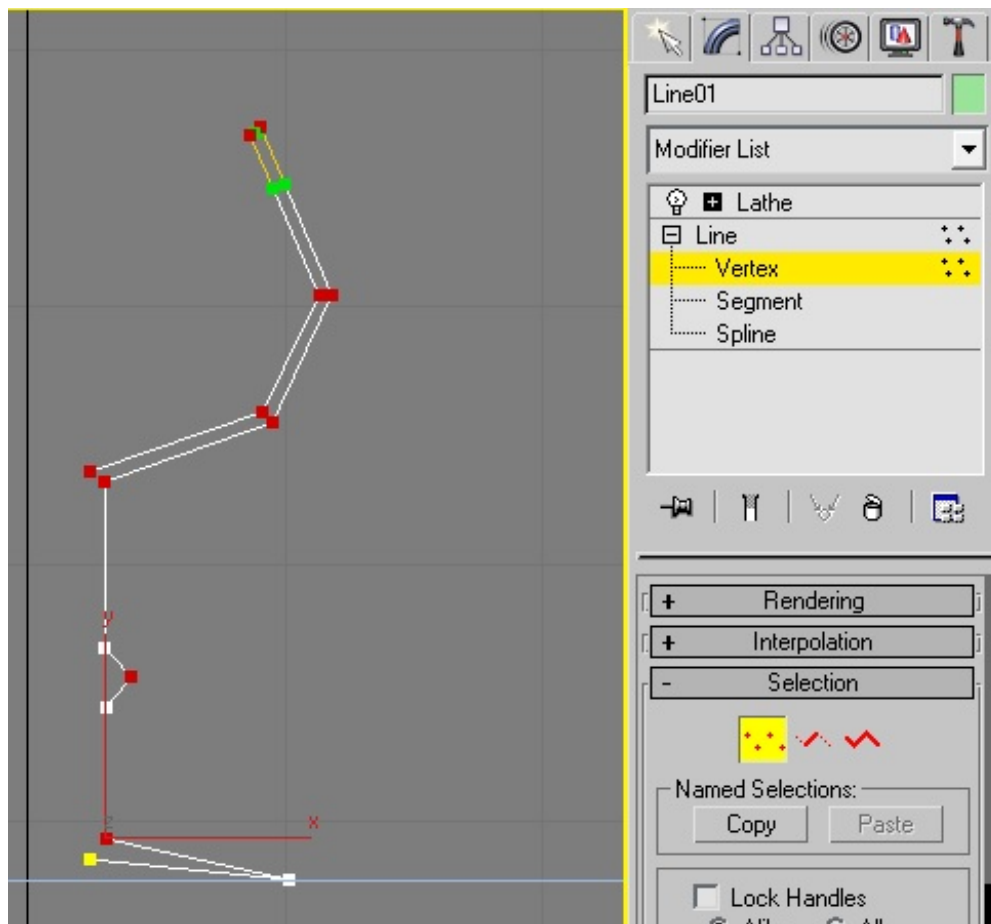 Line01
Modifier List
Lathe
Line
Vertex
Segment
Spline
y
x
z
+ Rendering
+ Interpolation
- Selection
Named Selections:
Copy Paste
Lock Handles